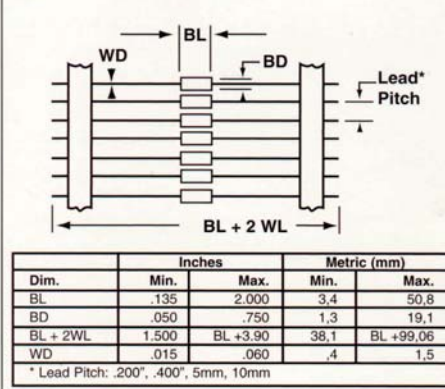 BL
WD
BD
Lead*
Pitch
BL + 2 WL
Inches Metric (mm)
Dim. Min. Max. Min. Max.
BL .135 2.000 3,4 50,8
BD .050 .750 1,3 19,1
BL + 2WL 1.500 BL +3.90 38,1 BL +99,06
WD .015 .060 ,4 1,5
* Lead Pitch: .200", .400", 5mm, 10mm